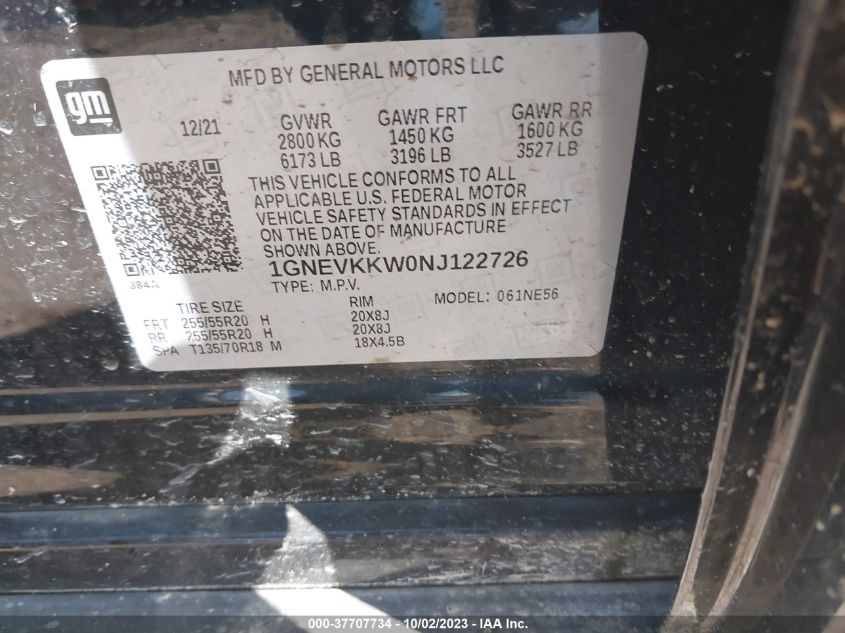 MFD BY GENERAL MOTORS LLC
gm
12/21 GVWR GAWR FRT GAWR RR
2800 KG 1450 KG 1600 KG
6173 LB 3196 LB 3527 LB
THIS VEHICLE CONFORMS TO ALL
APPLICABLE U.S. FEDERAL MOTOR
VEHICLE SAFETY STANDARDS IN EFFECT
ON THE DATE OF MANUFACTURE
SHOWN ABOVE.
1GNEVKKW0NJ122726
384A
TYPE: M.P.V. MODEL: 061NE56
TIRE SIZE RIM
FRT 255/55R20 H 20X8J
RR 255/55R20 H 20X8J
SPA T135/70R18 M 18X4.5B
000-37707734 - 10/02/2023 - IAA Inc.